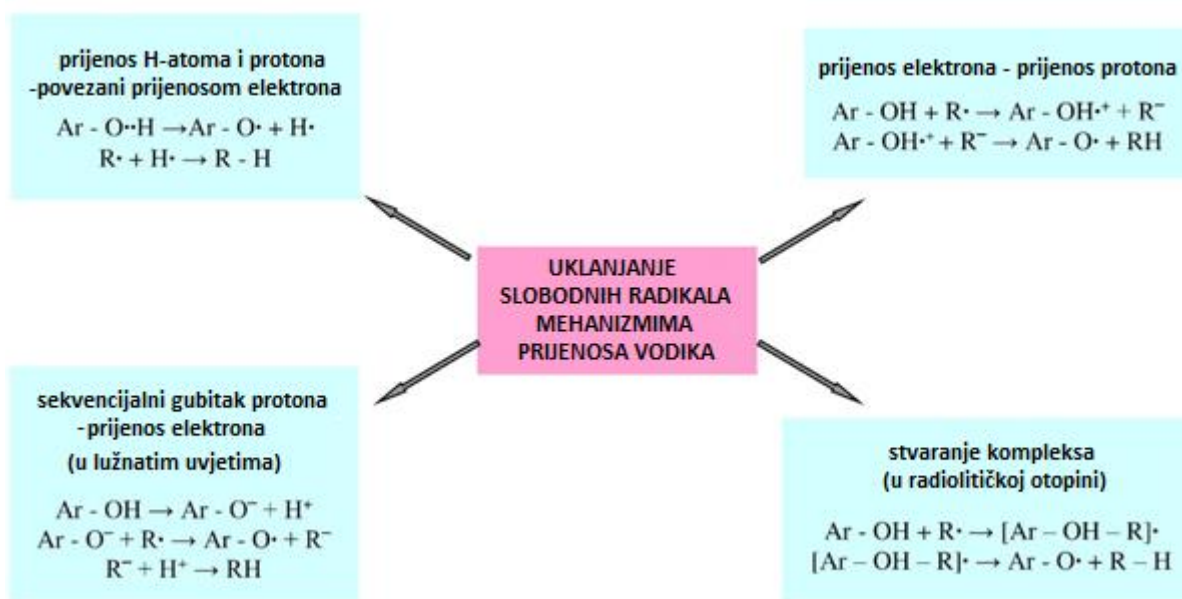 prijenos H-atoma i protona
-povezani prijenosom elektrona
Ar - O··H →Ar - O· + H·
R· + H· → R - H
prijenos elektrona - prijenos protona
Ar - OH + R· → Ar - OH·⁺ + R⁻
Ar - OH·⁺ + R⁻ → Ar - O· + RH
UKLANJANJE
SLOBODNIH RADIKALA
MEHANIZMIMA
PRIJENOSA VODIKA
sekvencijalni gubitak protona
-prijenos elektrona
(u lužnatim uvjetima)
Ar - OH → Ar - O⁻ + H⁺
Ar - O⁻ + R· → Ar - O· + R⁻
R⁻ + H⁺ → RH
stvaranje kompleksa
(u radiolitičkoj otopini)
Ar - OH + R· → [Ar – OH – R]·
[Ar – OH – R]· → Ar - O· + R – H